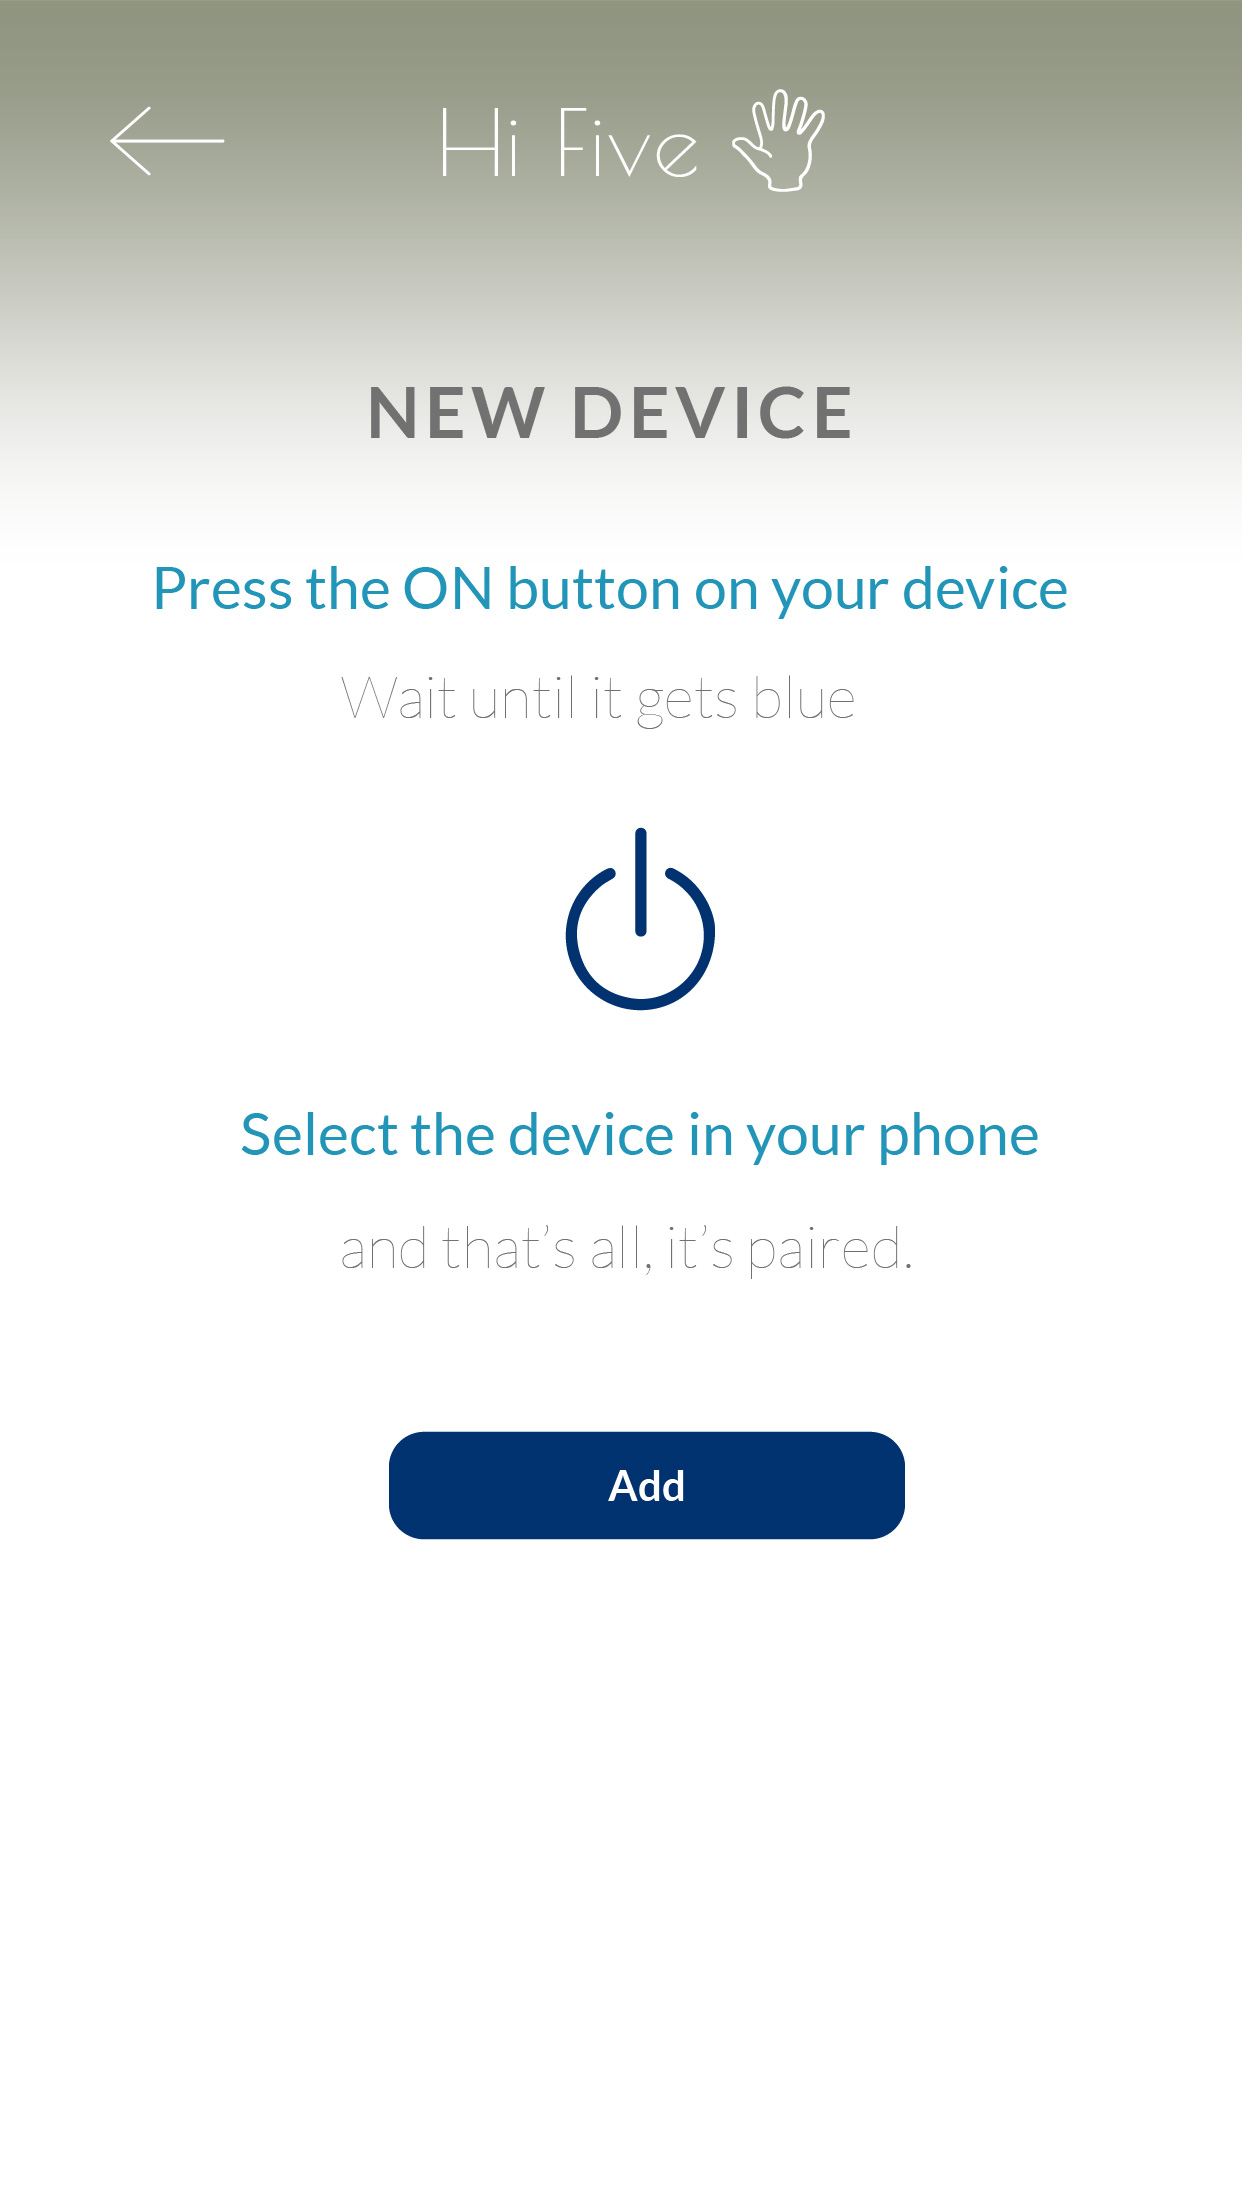 Hi Five
NEW DEVICE
Press the ON button on your device
Wait until it gets blue
Select the device in your phone
and that’s all, it’s paired.
Add